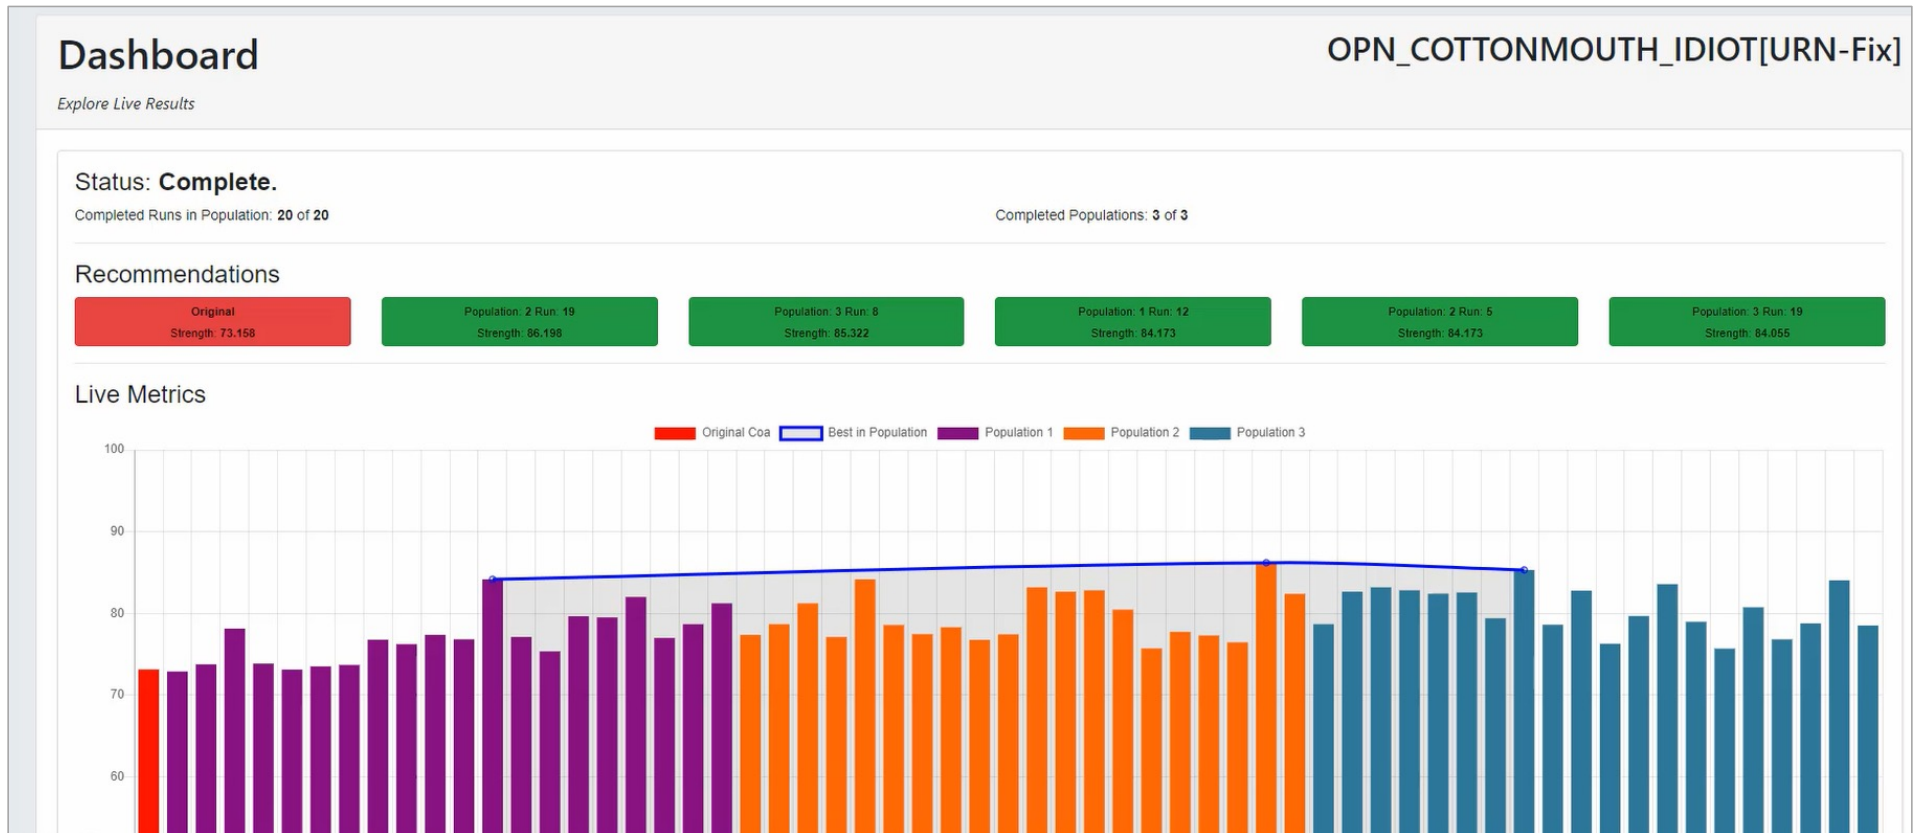 Dashboard
OPN_COTTONMOUTH_IDIOT[URN-Fix]
Explore Live Results
Status: Complete.
Completed Runs in Population: 20 of 20
Completed Populations: 3 of 3
Recommendations
Original
Strength: 73.158
Population: 2 Run: 19
Strength: 86.198
Population: 3 Run: 8
Strength: 85.322
Population: 1 Run: 12
Strength: 84.173
Population: 2 Run: 5
Strength: 84.173
Population: 3 Run: 19
Strength: 84.055
Live Metrics
Original Coa
Best in Population
Population 1
Population 2
Population 3
100
90
80
70
60